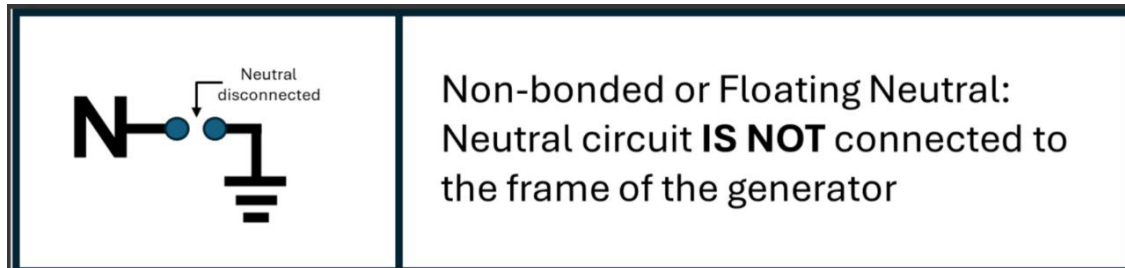 Neutral
disconnected
N
Non-bonded or Floating Neutral:
Neutral circuit IS NOT connected to
the frame of the generator